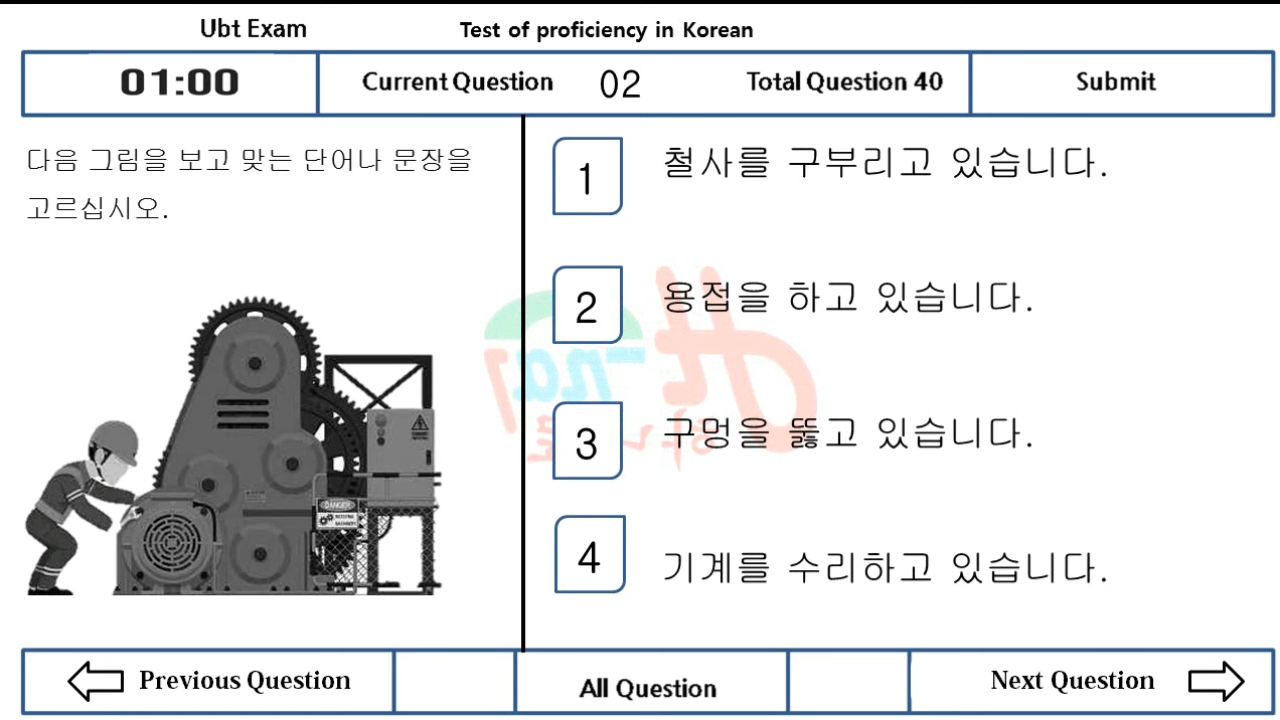 Ubt Exam Test of proficiency in Korean
01:00 Current Question 02 Total Question 40 Submit
다음 그림을 보고 맞는 단어나 문장을
고르십시오.
1 철사를 구부리고 있습니다.
2 용접을 하고 있습니다.
3 구멍을 뚫고 있습니다.
4 기계를 수리하고 있습니다.
DANGER
ROTATING
MACHINERY
Previous Question All Question Next Question